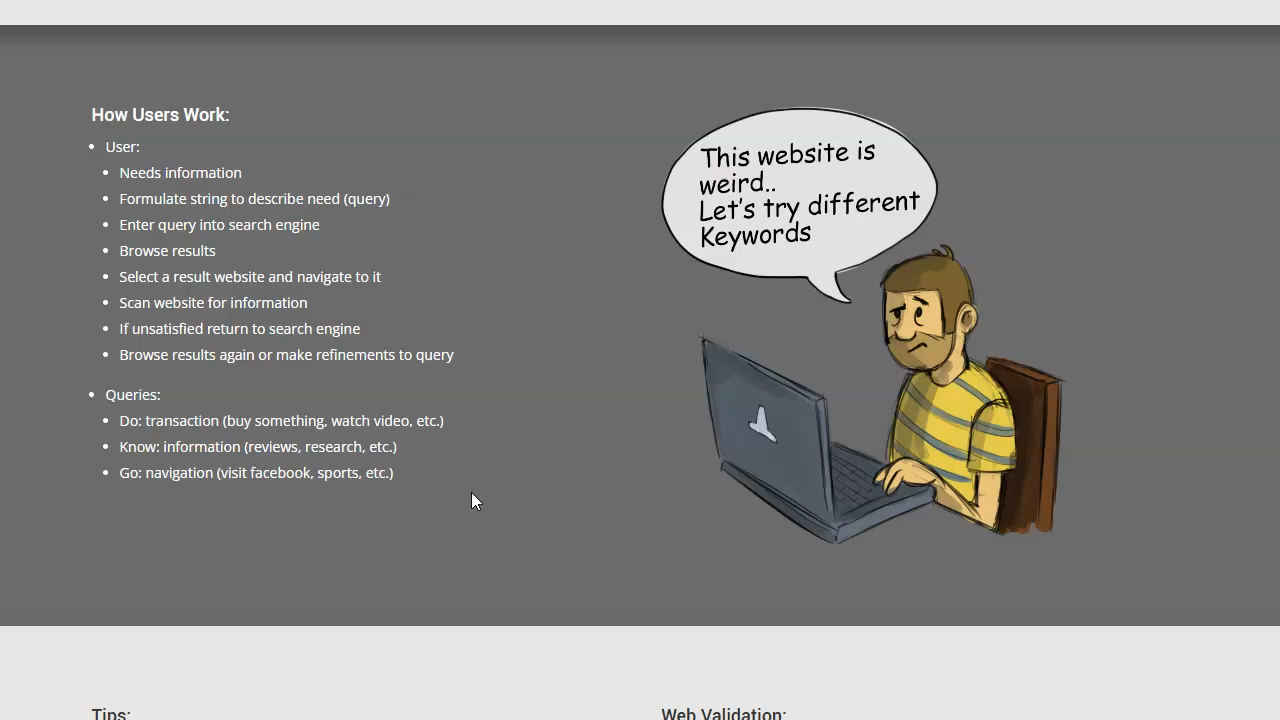 How Users Work:
User:
Needs information
Formulate string to describe need (query)
Enter query into search engine
Browse results
Select a result website and navigate to it
Scan website for information
If unsatisfied return to search engine
Browse results again or make refinements to query
Queries:
Do: transaction (buy something, watch video, etc.)
Know: information (reviews, research, etc.)
Go: navigation (visit facebook, sports, etc.)
This website is
weird..
Let's try different
Keywords
Tips:
Web Validation: